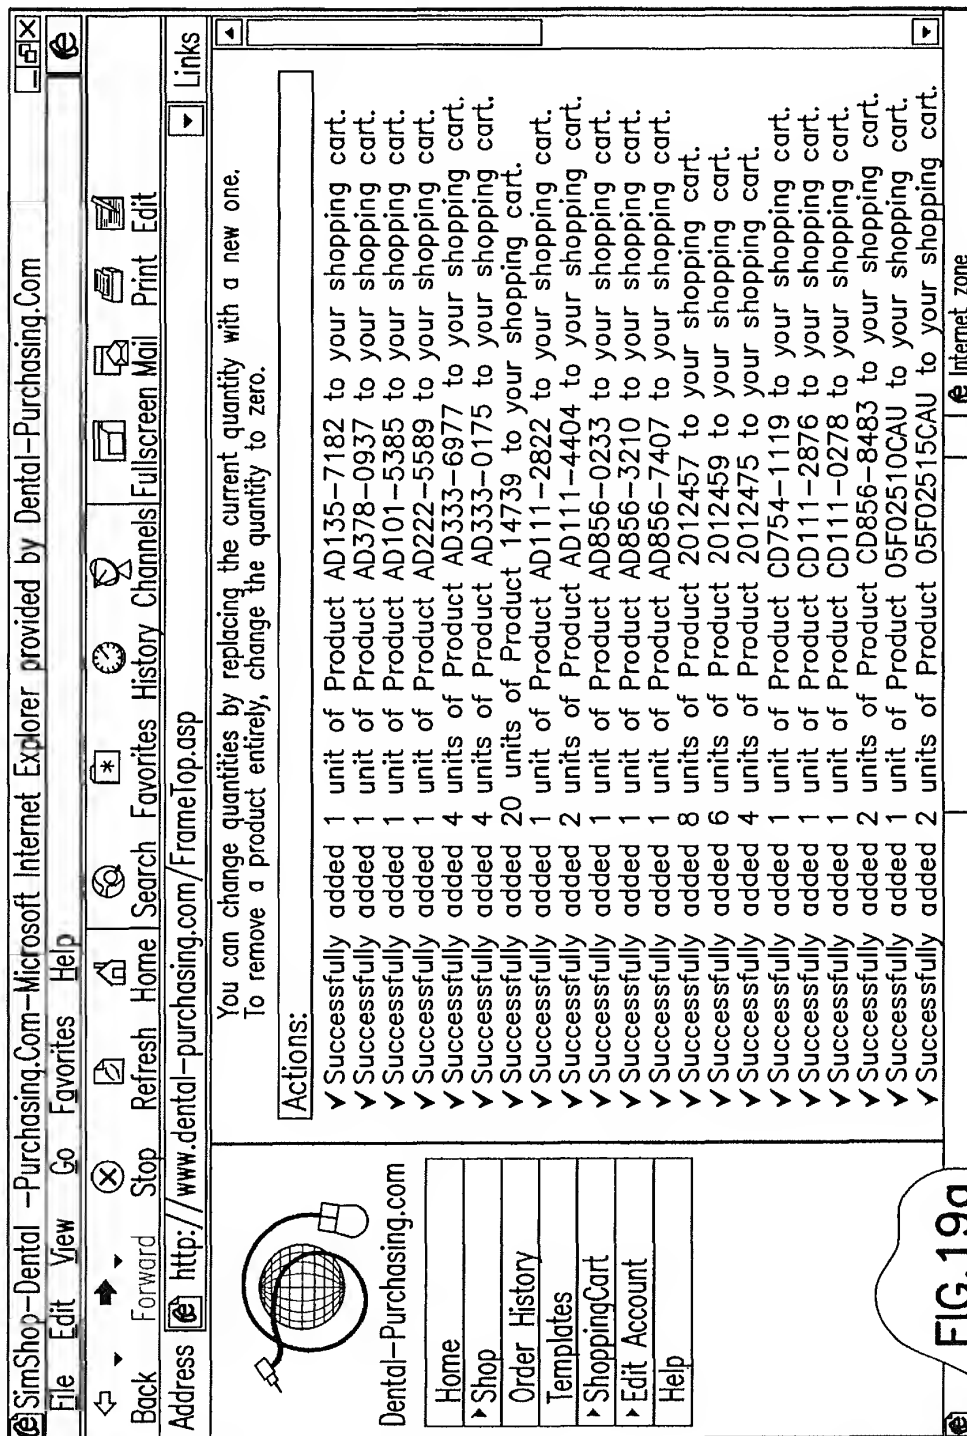 SimShop-Dental -Purchasing.Com-Microsoft Internet Explorer provided by Dental-Purchasing.Com
File Edit View Go Favorites Help
Back Forward Stop Refresh Home Search Favorites History Channels Fullscreen Mail Print Edit
Address http://www.dental-purchasing.com/FrameTop.asp Links
Dental-Purchasing.com
Home
Shop
Order History
Templates
ShoppingCart
Edit Account
Help
You can change quantities by replacing the current quantity with a new one.
To remove a product entirely, change the quantity to zero.
Actions:
✓Successfully added 1 unit of Product AD135-7182 to your shopping cart.
✓Successfully added 1 unit of Product AD378-0937 to your shopping cart.
✓Successfully added 1 unit of Product AD101-5385 to your shopping cart.
✓Successfully added 1 unit of Product AD222-5589 to your shopping cart.
✓Successfully added 4 units of Product AD333-6977 to your shopping cart.
✓Successfully added 4 units of Product AD333-0175 to your shopping cart.
✓Successfully added 20 units of Product 14739 to your shopping cart.
✓Successfully added 1 unit of Product AD111-2822 to your shopping cart.
✓Successfully added 2 units of Product AD111-4404 to your shopping cart.
✓Successfully added 1 unit of Product AD856-0233 to your shopping cart.
✓Successfully added 1 unit of Product AD856-3210 to your shopping cart.
✓Successfully added 1 unit of Product AD856-7407 to your shopping cart.
✓Successfully added 8 units of Product 2012457 to your shopping cart.
✓Successfully added 6 units of Product 2012459 to your shopping cart.
✓Successfully added 4 units of Product 2012475 to your shopping cart.
✓Successfully added 1 unit of Product CD754-1119 to your shopping cart.
✓Successfully added 1 unit of Product CD111-2876 to your shopping cart.
✓Successfully added 1 unit of Product CD111-0278 to your shopping cart.
✓Successfully added 2 units of Product CD856-8483 to your shopping cart.
✓Successfully added 1 unit of Product 05F02510CAU to your shopping cart.
✓Successfully added 2 units of Product 05F02515CAU to your shopping cart.
Internet zone